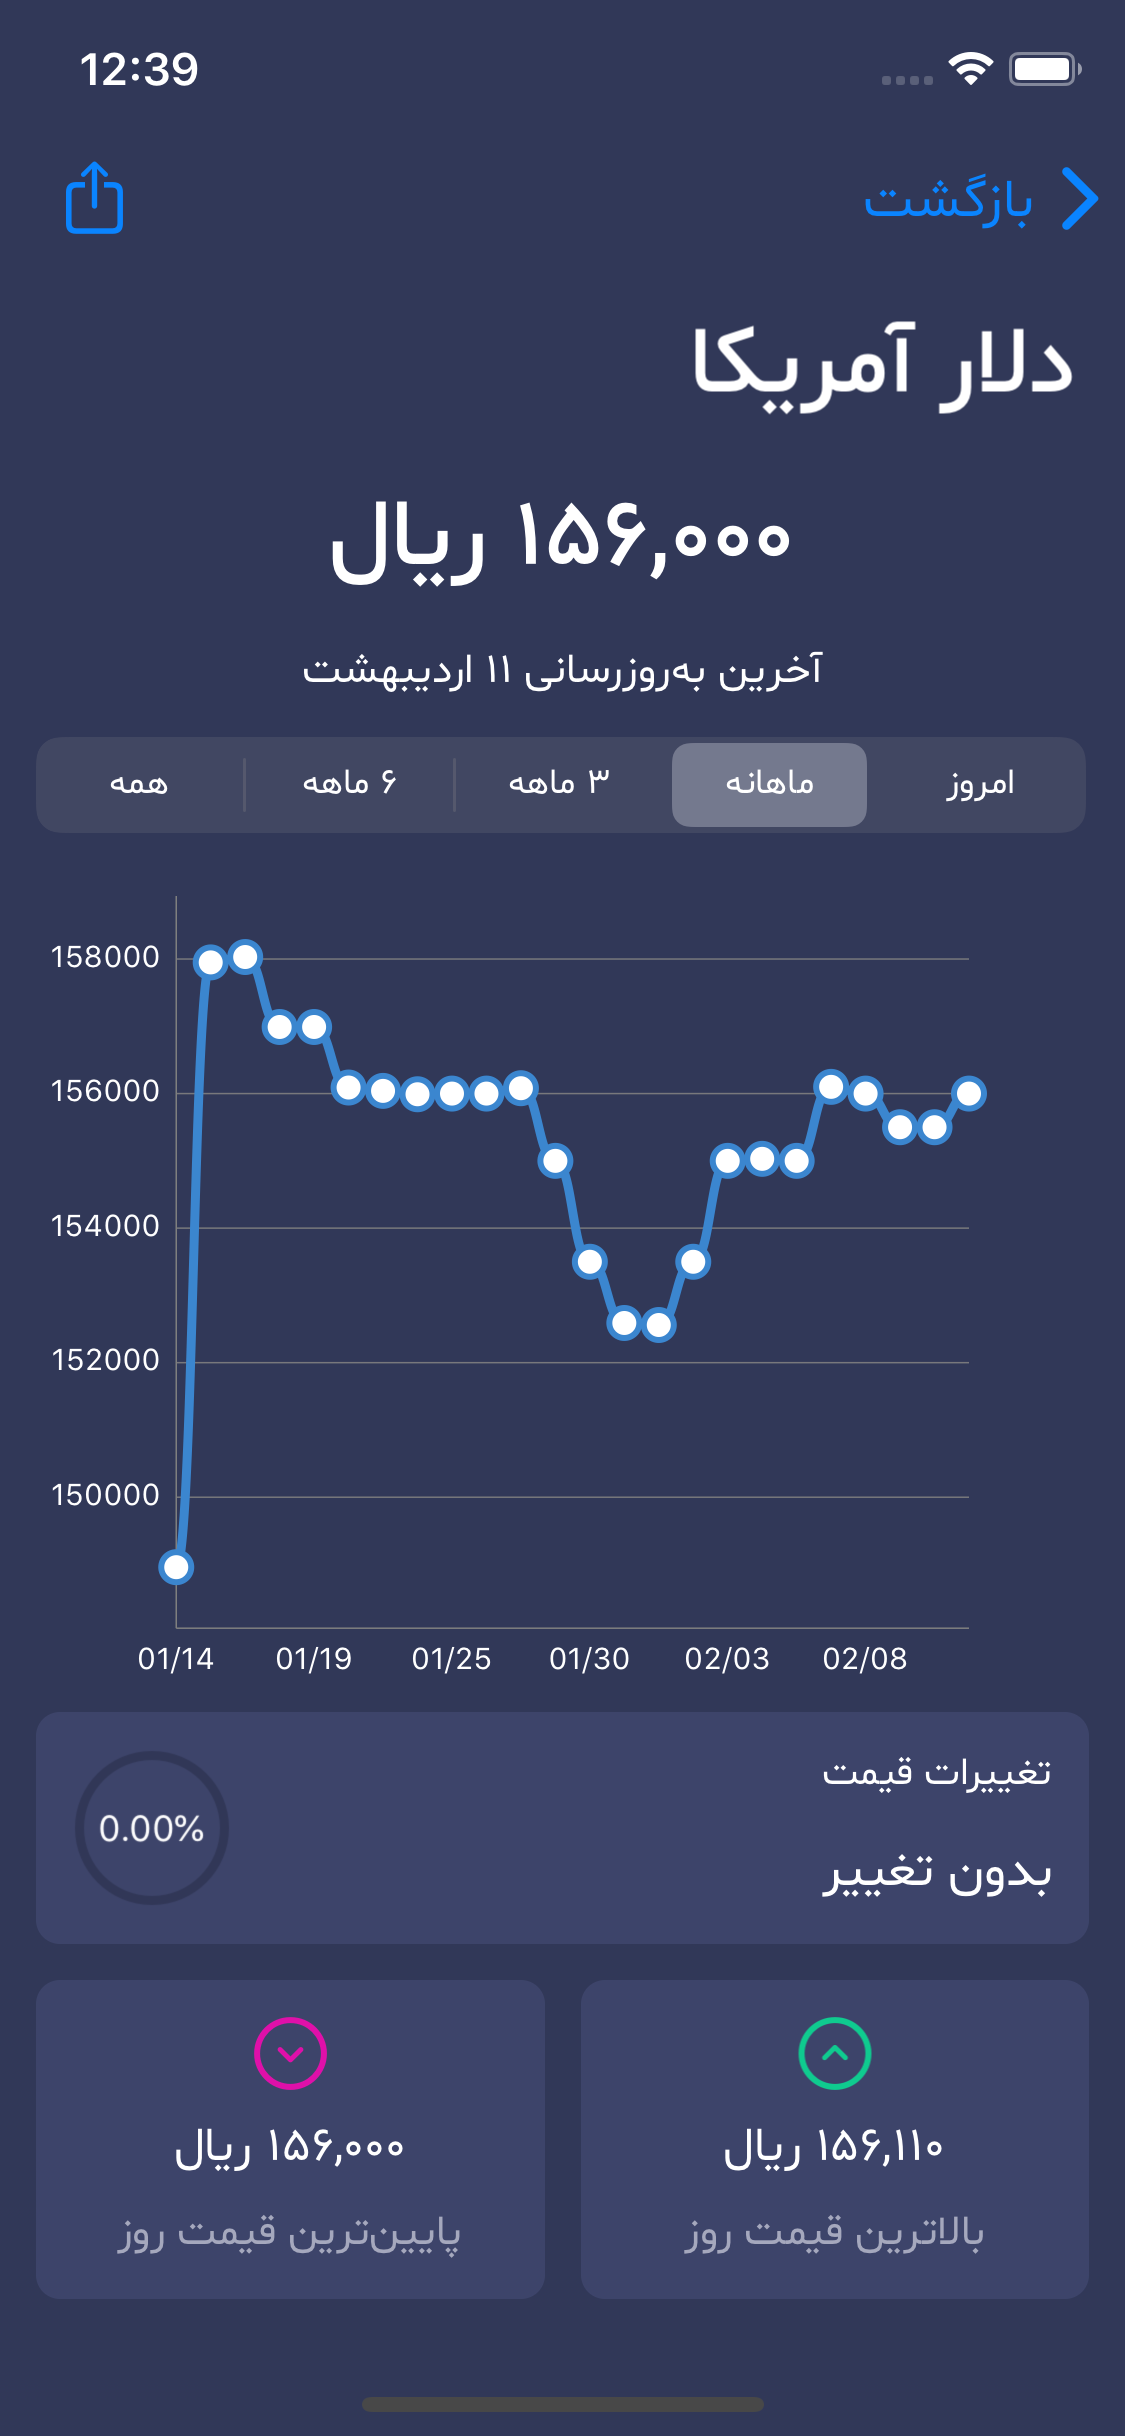 12:39
بازگشت
دلار آمریکا
۱۵۶,۰۰۰ ریال
آخرین به‌روزرسانی ۱۱ اردیبهشت
امروز
ماهانه
۳ ماهه
۶ ماهه
همه
158000
156000
154000
152000
150000
01/14 01/19 01/25 01/30 02/03 02/08
تغییرات قیمت
بدون تغییر
0.00%
۱۵۶,۱۱۰ ریال
بالاترین قیمت روز
۱۵۶,۰۰۰ ریال
پایین‌ترین قیمت روز